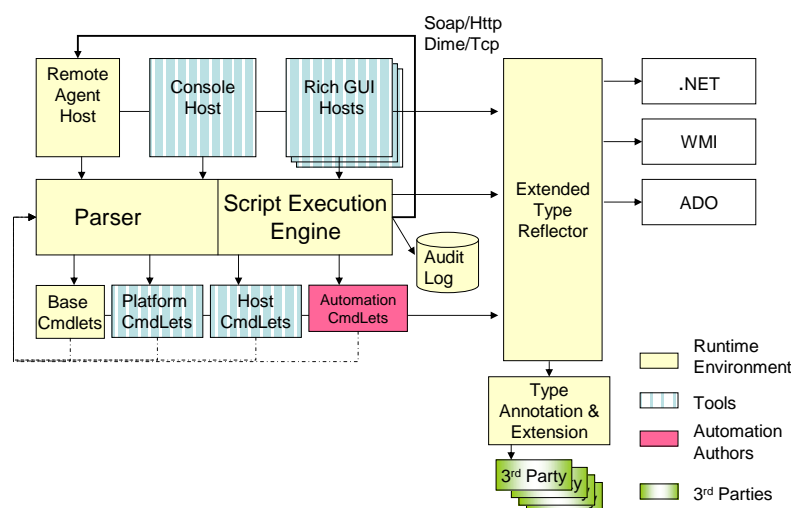 Soap/Http
Dime/Tcp
Remote
Agent
Host
Console
Host
Rich GUI
Hosts
.NET
WMI
ADO
Parser
Script Execution
Engine
Extended
Type
Reflector
Audit
Log
Base
Cmdlets
Platform
CmdLets
Host
CmdLets
Automation
CmdLets
Type
Annotation &
Extension
3rd Party
Runtime
Environment
Tools
Automation
Authors
3rd Parties